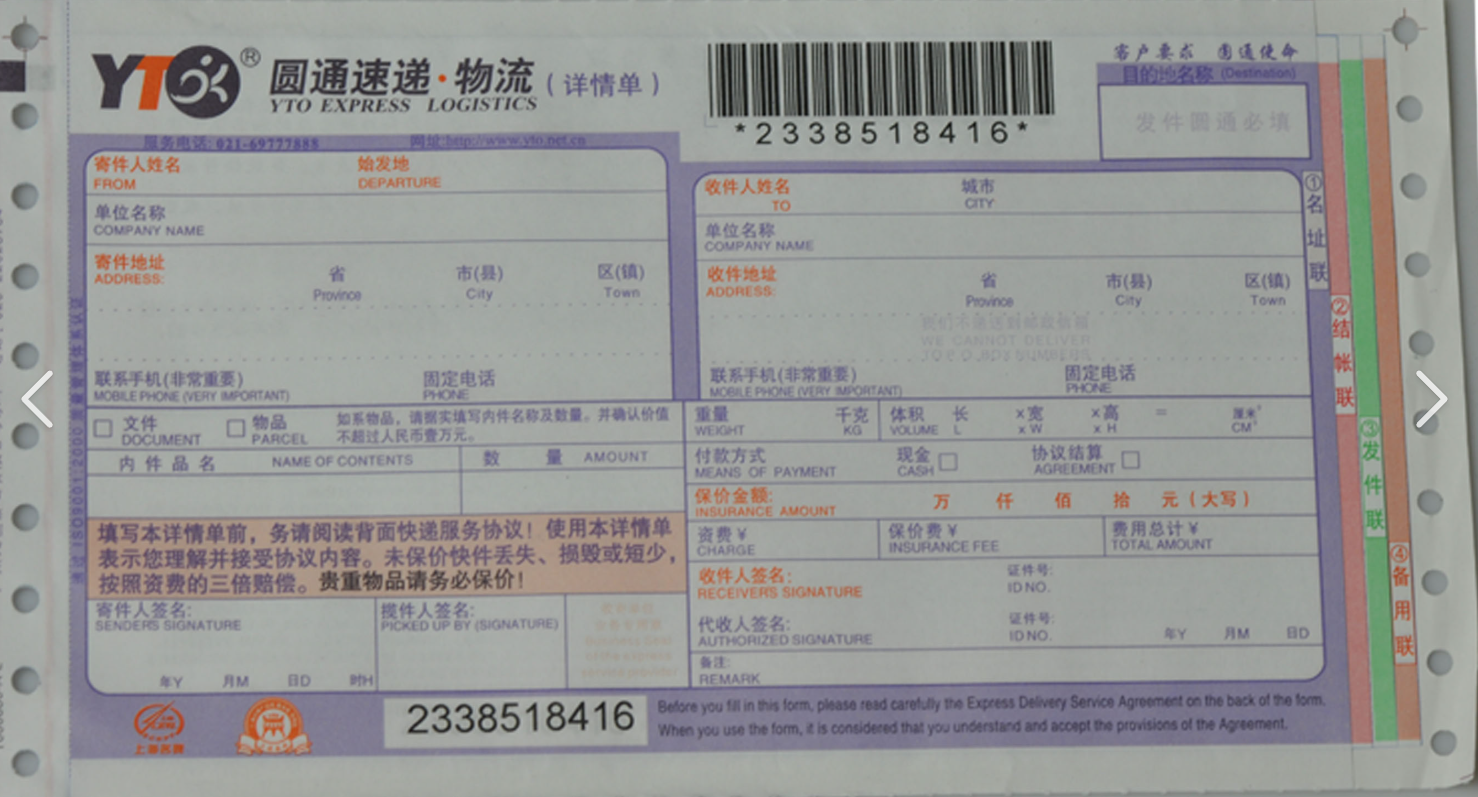 YTO® 圆通速递·物流（详情单）
YTO EXPRESS LOGISTICS
*2338518416*
客户要求 圆通使命
目的地名称 (Destination)
发件圆通必填
服务电话: 021-69777888 网址:http://www.yto.net.cn
寄件人姓名 始发地
FROM DEPARTURE
单位名称
COMPANY NAME
寄件地址
ADDRESS:
省 市(县) 区(镇)
Province City Town
联系手机(非常重要) 固定电话
MOBILE PHONE (VERY IMPORTANT) PHONE
收件人姓名 城市
TO CITY
单位名称
COMPANY NAME
收件地址
ADDRESS:
省 市(县) 区(镇)
Province City Town
我们不递送到邮政信箱
WE CANNOT DELIVER
TO P.O.BOX NUMBERS
联系手机(非常重要) 固定电话
MOBILE PHONE (VERY IMPORTANT) PHONE
文件 物品
DOCUMENT PARCEL
如系物品，请据实填写内件名称及数量。并确认价值
不超过人民币壹万元。
内件品名 NAME OF CONTENTS 数 量 AMOUNT
填写本详情单前，务请阅读背面快递服务协议！使用本详情单
表示您理解并接受协议内容。未保价快件丢失、损毁或短少，
按照资费的三倍赔偿。贵重物品请务必保价！
寄件人签名:
SENDER'S SIGNATURE
年Y 月M 日D 时H
揽件人签名:
PICKED UP BY (SIGNATURE)
重量 千克
WEIGHT KG
体积 长 x宽 x高 = 厘米³
VOLUME L x W x H CM³
付款方式 现金 协议结算
MEANS OF PAYMENT CASH AGREEMENT
保价金额: 万 仟 佰 拾 元（大写）
INSURANCE AMOUNT
资费￥ 保价费￥ 费用总计￥
CHARGE INSURANCE FEE TOTAL AMOUNT
收件人签名: 证件号:
RECEIVER'S SIGNATURE ID NO.
代收人签名: 证件号:
AUTHORIZED SIGNATURE ID NO. 年Y 月M 日D
备注:
REMARK
上海名牌
2338518416
Before you fill in this form, please read carefully the Express Delivery Service Agreement on the back of the form.
When you use the form, it is considered that you understand and accept the provisions of the Agreement.
①名址联
②结帐联
③发件联
④备用联